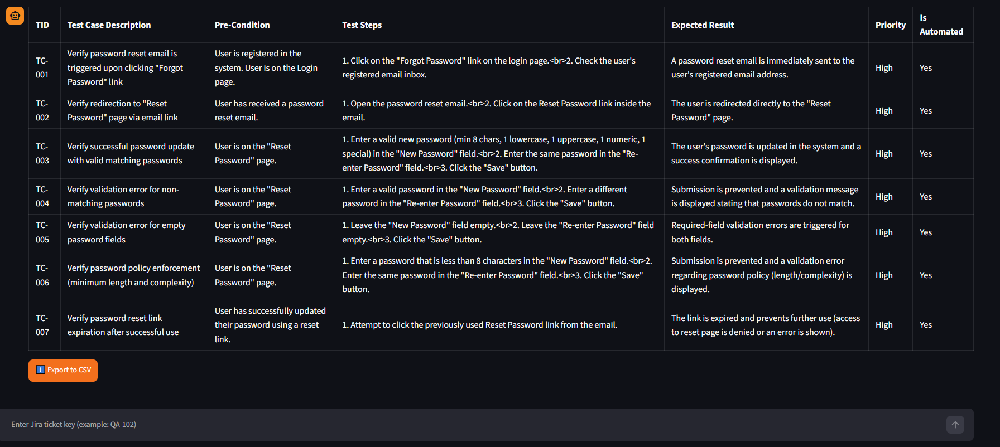 TID
Test Case Description
Pre-Condition
Test Steps
Expected Result
Priority
Is
Automated
TC-
001
Verify password reset email is
triggered upon clicking "Forgot
Password" link
User is registered in the
system. User is on the Login
page.
1. Click on the "Forgot Password" link on the login page.<br>2. Check the user's
registered email inbox.
A password reset email is immediately sent to the
user's registered email address.
High
Yes
TC-
002
Verify redirection to "Reset
Password" page via email link
User has received a password
reset email.
1. Open the password reset email.<br>2. Click on the Reset Password link inside the
email.
The user is redirected directly to the "Reset
Password" page.
High
Yes
TC-
003
Verify successful password update
with valid matching passwords
User is on the "Reset
Password" page.
1. Enter a valid new password (min 8 chars, 1 lowercase, 1 uppercase, 1 numeric, 1
special) in the "New Password" field.<br>2. Enter the same password in the "Re-
enter Password" field.<br>3. Click the "Save" button.
The user's password is updated in the system and a
success confirmation is displayed.
High
Yes
TC-
004
Verify validation error for non-
matching passwords
User is on the "Reset
Password" page.
1. Enter a valid password in the "New Password" field.<br>2. Enter a different
password in the "Re-enter Password" field.<br>3. Click the "Save" button.
Submission is prevented and a validation message
is displayed stating that passwords do not match.
High
Yes
TC-
005
Verify validation error for empty
password fields
User is on the "Reset
Password" page.
1. Leave the "New Password" field empty.<br>2. Leave the "Re-enter Password" field
empty.<br>3. Click the "Save" button.
Required-field validation errors are triggered for
both fields.
High
Yes
TC-
006
Verify password policy enforcement
(minimum length and complexity)
User is on the "Reset
Password" page.
1. Enter a password that is less than 8 characters in the "New Password" field.<br>2.
Enter the same password in the "Re-enter Password" field.<br>3. Click the "Save"
button.
Submission is prevented and a validation error
regarding password policy (length/complexity) is
displayed.
High
Yes
TC-
007
Verify password reset link
expiration after successful use
User has successfully updated
their password using a reset
link.
1. Attempt to click the previously used Reset Password link from the email.
The link is expired and prevents further use (access
to reset page is denied or an error is shown).
High
Yes
Export to CSV
Enter Jira ticket key (example: QA-102)